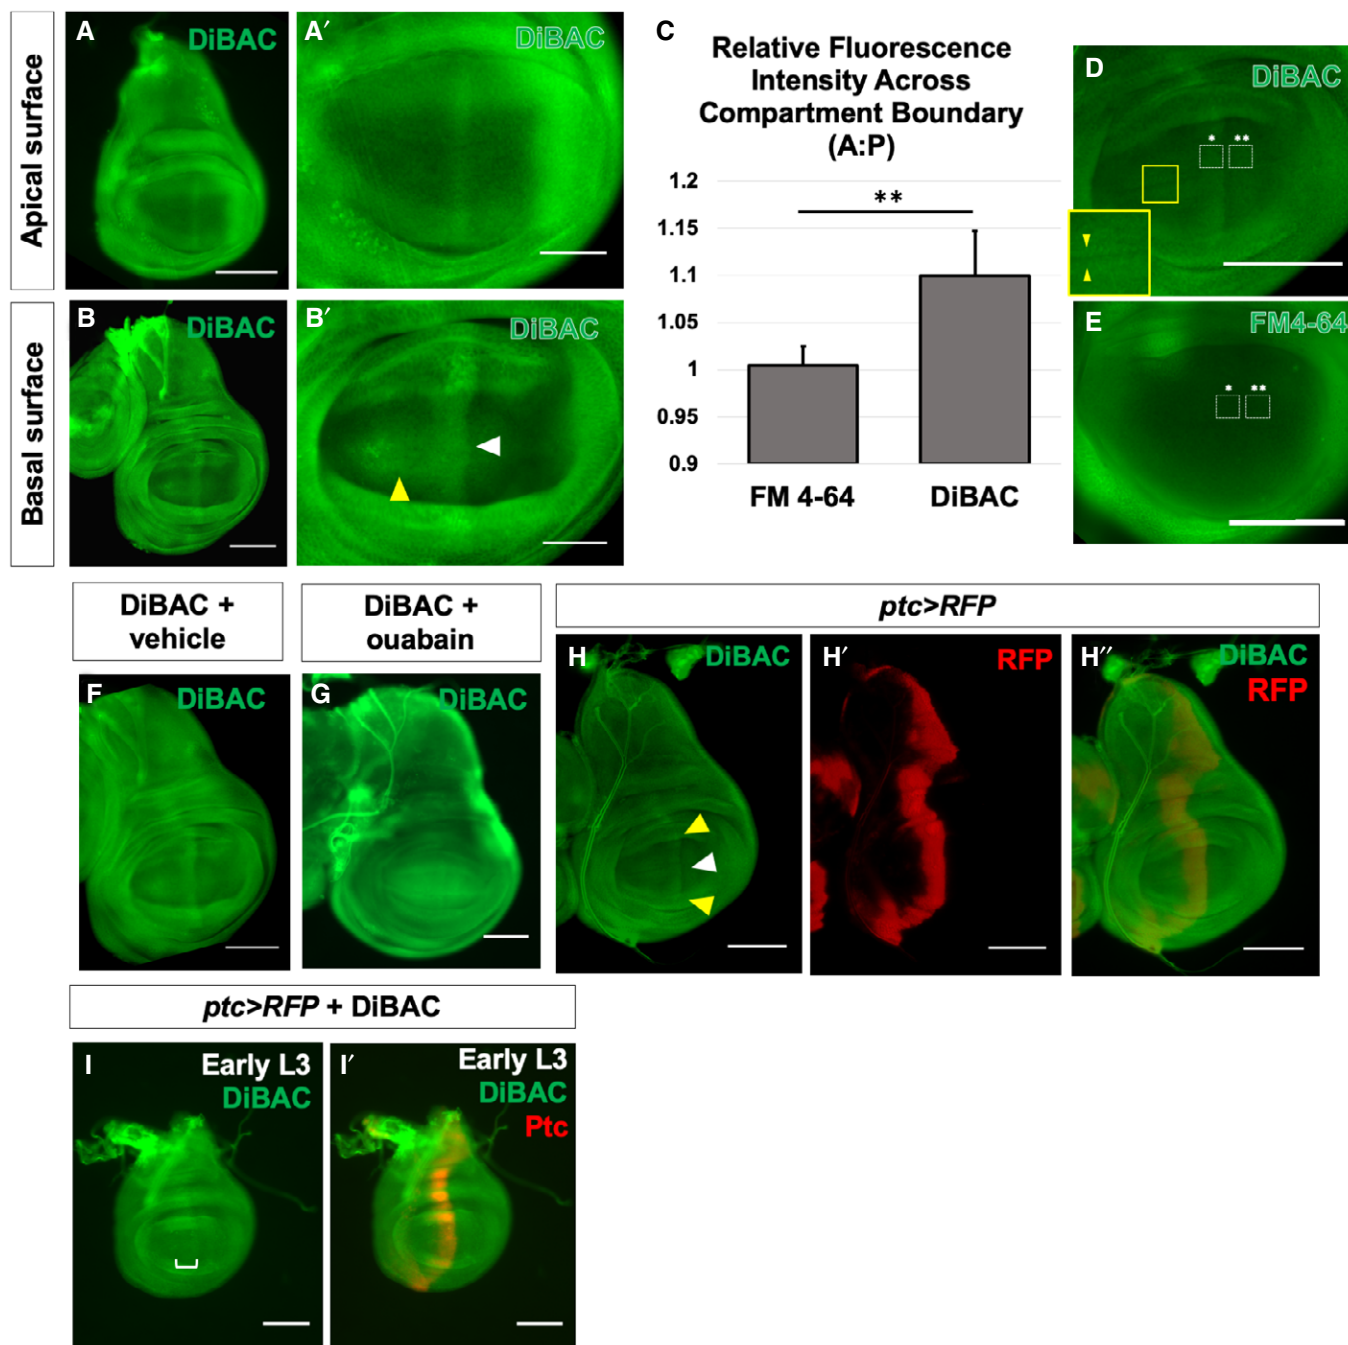 Apical surface
A
DiBAC
A′
DiBAC
Basal surface
B
DiBAC
B′
DiBAC
C
Relative Fluorescence
Intensity Across
Compartment Boundary
(A:P)
1.2
1.15
1.1
1.05
1
0.95
0.9
**
FM 4-64
DiBAC
D
DiBAC
*
**
E
FM4-64
*
**
DiBAC +
vehicle
F
DiBAC
DiBAC +
ouabain
G
DiBAC
ptc>RFP
H
DiBAC
H′
RFP
H′′
DiBAC
RFP
ptc>RFP + DiBAC
I
Early L3
DiBAC
I′
Early L3
DiBAC
Ptc